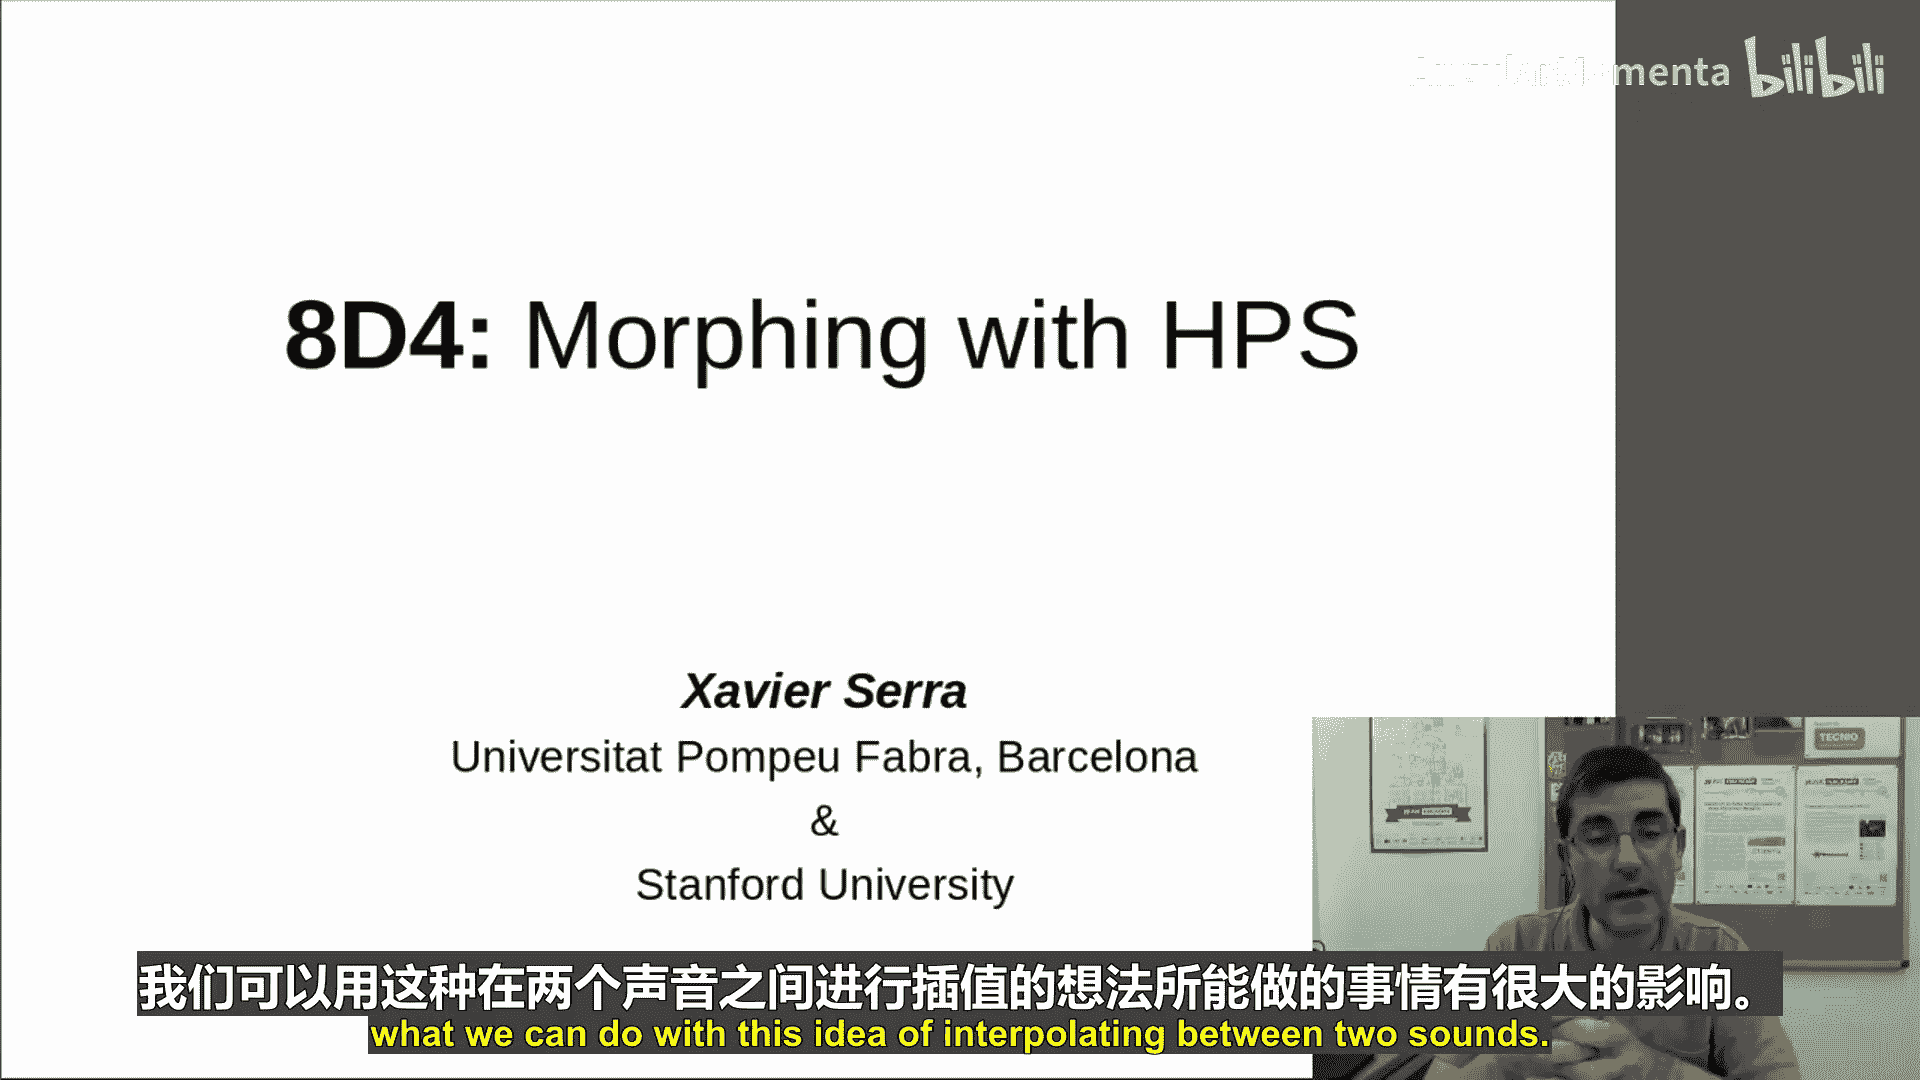 menta bilibili
8D4: Morphing with HPS
Xavier Serra
Universitat Pompeu Fabra, Barcelona
&
Stanford University
TECNIO
我们可以用这种在两个声音之间进行插值的想法所能做的事情有很大的影响。
what we can do with this idea of interpolating between two sounds.